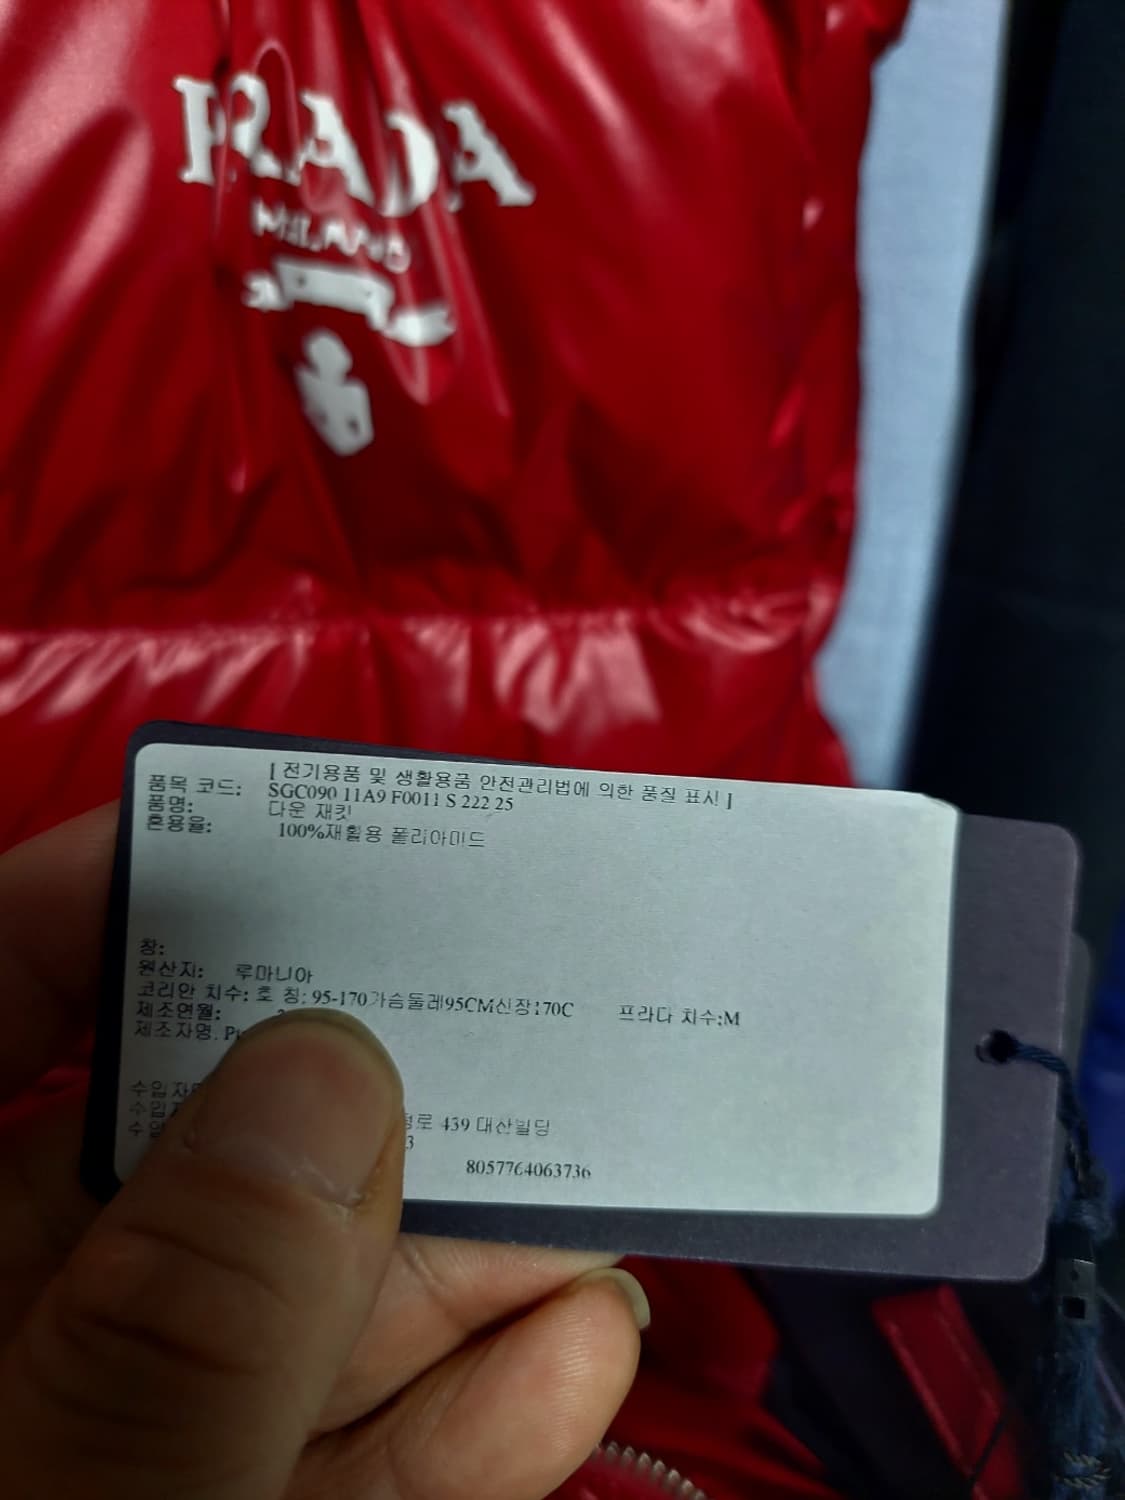 PRADA
MILANO
[ 전기용품 및 생활용품 안전관리법에 의한 품질 표시 ]
품목 코드: SGC090 11A9 F0011 S 222 25
품명: 다운 재킷
혼용율: 100%재활용 폴리아미드
창:
원산지: 루마니아
코리안 치수: 호 칭: 95-170가슴둘레95CM신장170C 프라다 치수:M
제조연월:
제조자명.
수입자
수입
수입
로 439 대산빌딩
3
8057764063736